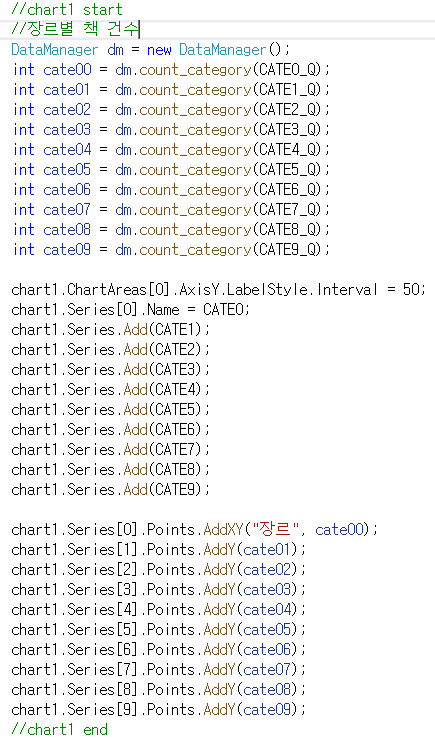 //chart1 start
//장르별 책 건수
DataManager dm = new DataManager();
int cate00 = dm.count_category(CATE0_Q);
int cate01 = dm.count_category(CATE1_Q);
int cate02 = dm.count_category(CATE2_Q);
int cate03 = dm.count_category(CATE3_Q);
int cate04 = dm.count_category(CATE4_Q);
int cate05 = dm.count_category(CATE5_Q);
int cate06 = dm.count_category(CATE6_Q);
int cate07 = dm.count_category(CATE7_Q);
int cate08 = dm.count_category(CATE8_Q);
int cate09 = dm.count_category(CATE9_Q);
chart1.ChartAreas[0].AxisY.LabelStyle.Interval = 50;
chart1.Series[0].Name = CATE0;
chart1.Series.Add(CATE1);
chart1.Series.Add(CATE2);
chart1.Series.Add(CATE3);
chart1.Series.Add(CATE4);
chart1.Series.Add(CATE5);
chart1.Series.Add(CATE6);
chart1.Series.Add(CATE7);
chart1.Series.Add(CATE8);
chart1.Series.Add(CATE9);
chart1.Series[0].Points.AddXY("장르", cate00);
chart1.Series[1].Points.AddY(cate01);
chart1.Series[2].Points.AddY(cate02);
chart1.Series[3].Points.AddY(cate03);
chart1.Series[4].Points.AddY(cate04);
chart1.Series[5].Points.AddY(cate05);
chart1.Series[6].Points.AddY(cate06);
chart1.Series[7].Points.AddY(cate07);
chart1.Series[8].Points.AddY(cate08);
chart1.Series[9].Points.AddY(cate09);
//chart1 end